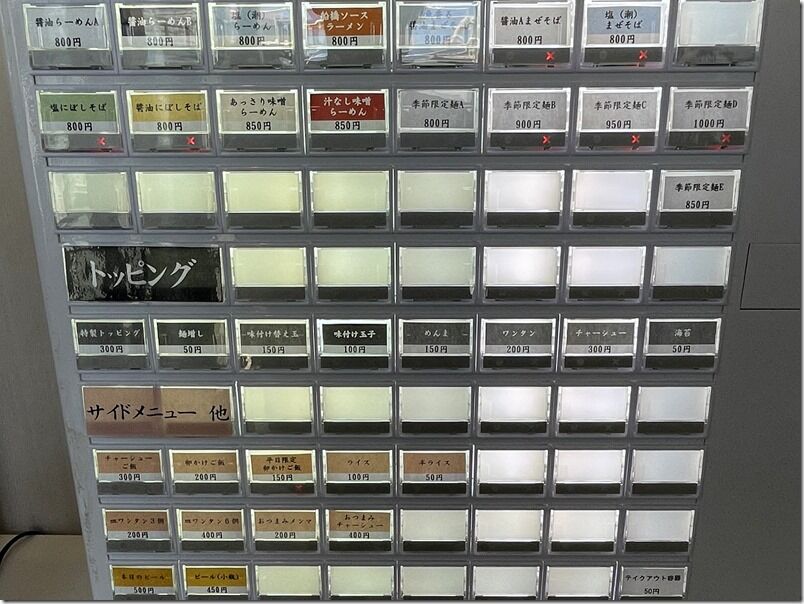 醤油らーめんA
800円
醤油らーめんB
800円
塩(潮)
らーめん
800円
船橋ソース
ラーメン
800円
800円
醤油Aまぜそば
800円
塩(潮)
まぜそば
800円
塩にぼしそば
800円
醤油にぼしそば
800円
あっさり味噌
らーめん
850円
汁なし味噌
らーめん
850円
季節限定麺A
800円
季節限定麺B
900円
季節限定麺C
950円
季節限定麺D
1000円
季節限定麺E
850円
トッピング
特製トッピング
300円
麺増し
50円
味付け替え玉
150円
味付け玉子
100円
めんま
150円
ワンタン
200円
チャーシュー
300円
海苔
50円
サイドメニュー 他
チャーシュー
ご飯
300円
卵かけご飯
200円
平日限定
卵かけご飯
150円
ライス
100円
半ライス
50円
ワンタン3個
200円
ワンタン6個
400円
おつまみメンマ
200円
おつまみ
チャーシュー
400円
本日のビール
500円
ビール(小瓶)
450円
テイクアウト容器
50円